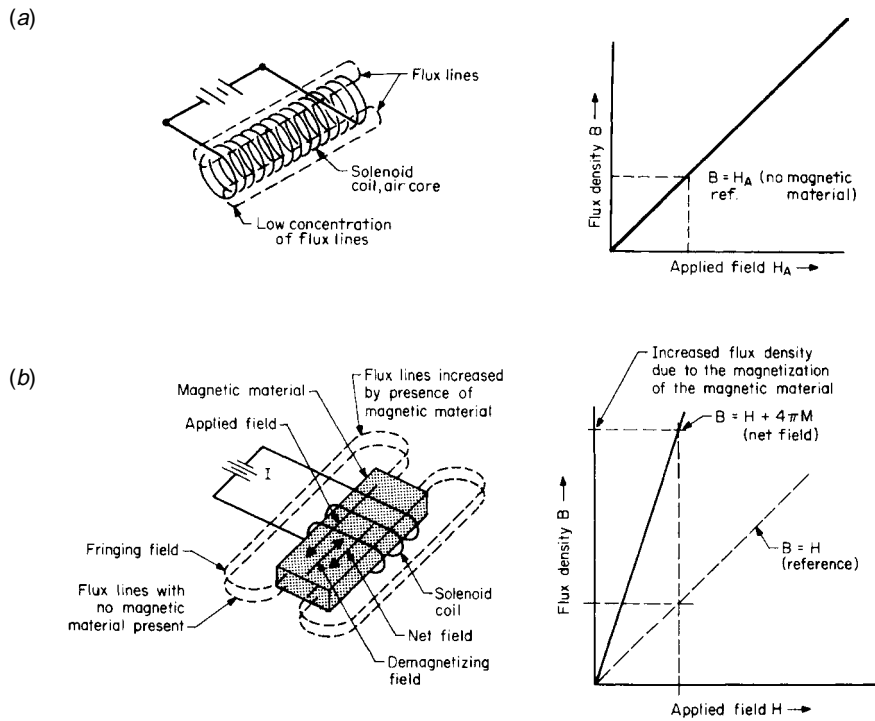 (a)
Flux lines
Solenoid
coil, air core
Low concentration
of flux lines
Flux density B
B = H_A (no magnetic
ref. material)
Applied field H_A
(b)
Magnetic material
Applied field
Flux lines increased
by presence of
magnetic material
I
Fringing field
Flux lines with
no magnetic
material present
Solenoid
coil
Net field
Demagnetizing
field
Increased flux density
due to the magnetization
of the magnetic material
B = H + 4πM
(net field)
B = H
(reference)
Flux density B
Applied field H